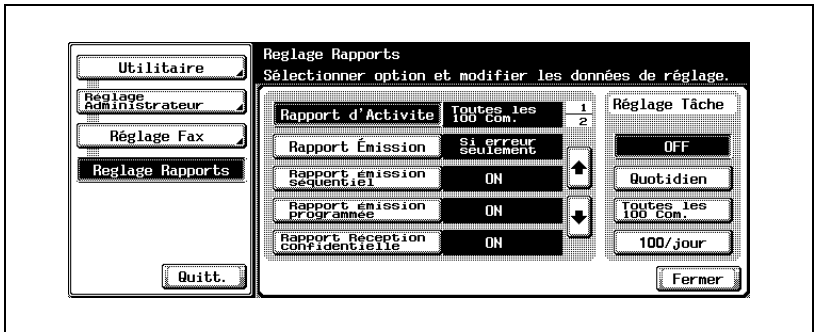 Utilitaire
Réglage
Administrateur
Réglage Fax
Reglage Rapports
Quitt.
Reglage Rapports
Sélectionner option et modifier les données de réglage.
Rapport d'Activite
Toutes les
100 Com.
1
2
Rapport Émission
Si erreur
seulement
Rapport émission
séquentiel
ON
Rapport émission
programmée
ON
Rapport Réception
confidentielle
ON
Réglage Tâche
OFF
Quotidien
Toutes les
100 Com.
100/jour
Fermer